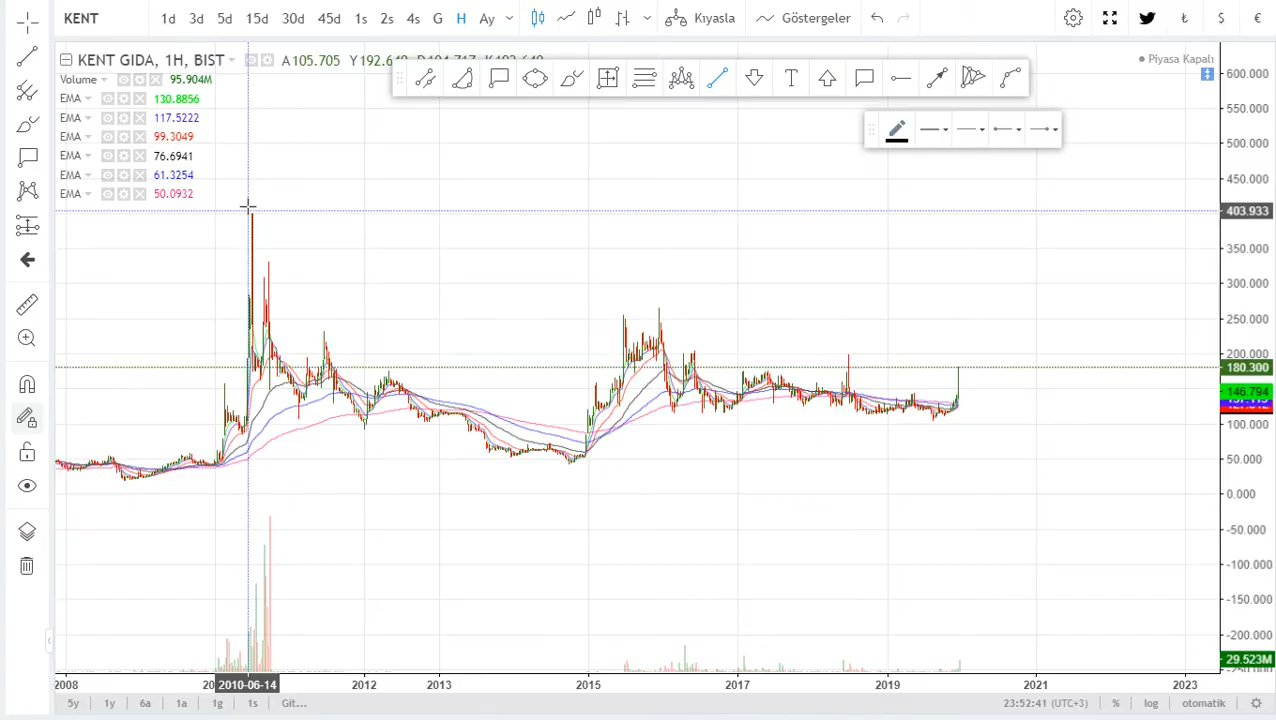 KENT 1d 3d 5d 15d 30d 45d 1s 2s 4s G H Ay Kıyasla Göstergeler ₺ $ €
KENT GIDA, 1H, BIST A105.705
Piyasa Kapalı
Volume 95.904M
EMA 130.8856
EMA 117.5222
EMA 99.3049
EMA 76.6941
EMA 61.3254
EMA 50.0932
600.000
550.000
500.000
450.000
403.933
350.000
300.000
250.000
200.000
180.300
146.794
100.000
50.000
0.000
-50.000
-100.000
-150.000
-200.000
29.523M
2008 2010-06-14 2012 2013 2015 2017 2019 2021 2023
5y 1y 6a 1a 1g 1s Git... 23:52:41 (UTC+3) % log otomatik